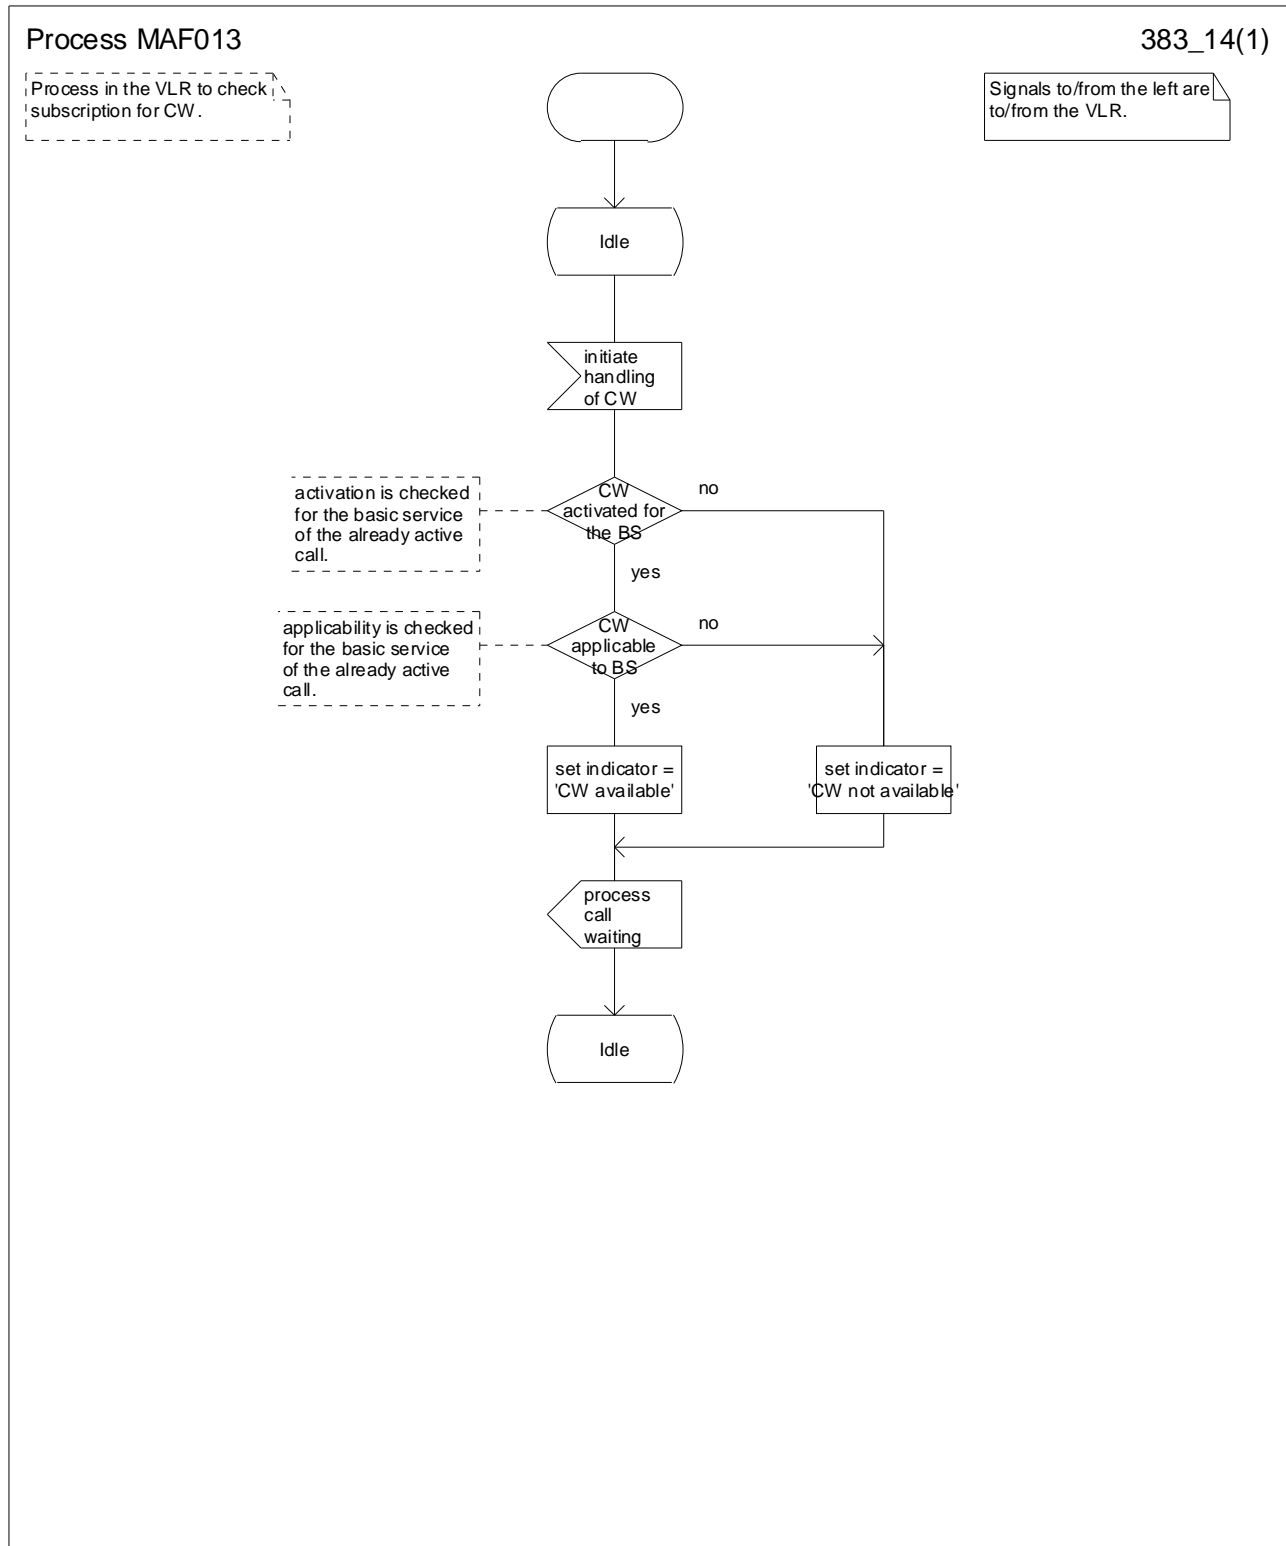 Process MAF013
383_14(1)
Process in the VLR to check
subscription for CW.
Signals to/from the left are
to/from the VLR.
Idle
initiate
handling
of CW
activation is checked
for the basic service
of the already active
call.
CW
activated for
the BS
no
yes
applicability is checked
for the basic service
of the already active
call.
CW
applicable
to BS
no
yes
set indicator =
'CW available'
set indicator =
'CW not available'
process
call
waiting
Idle